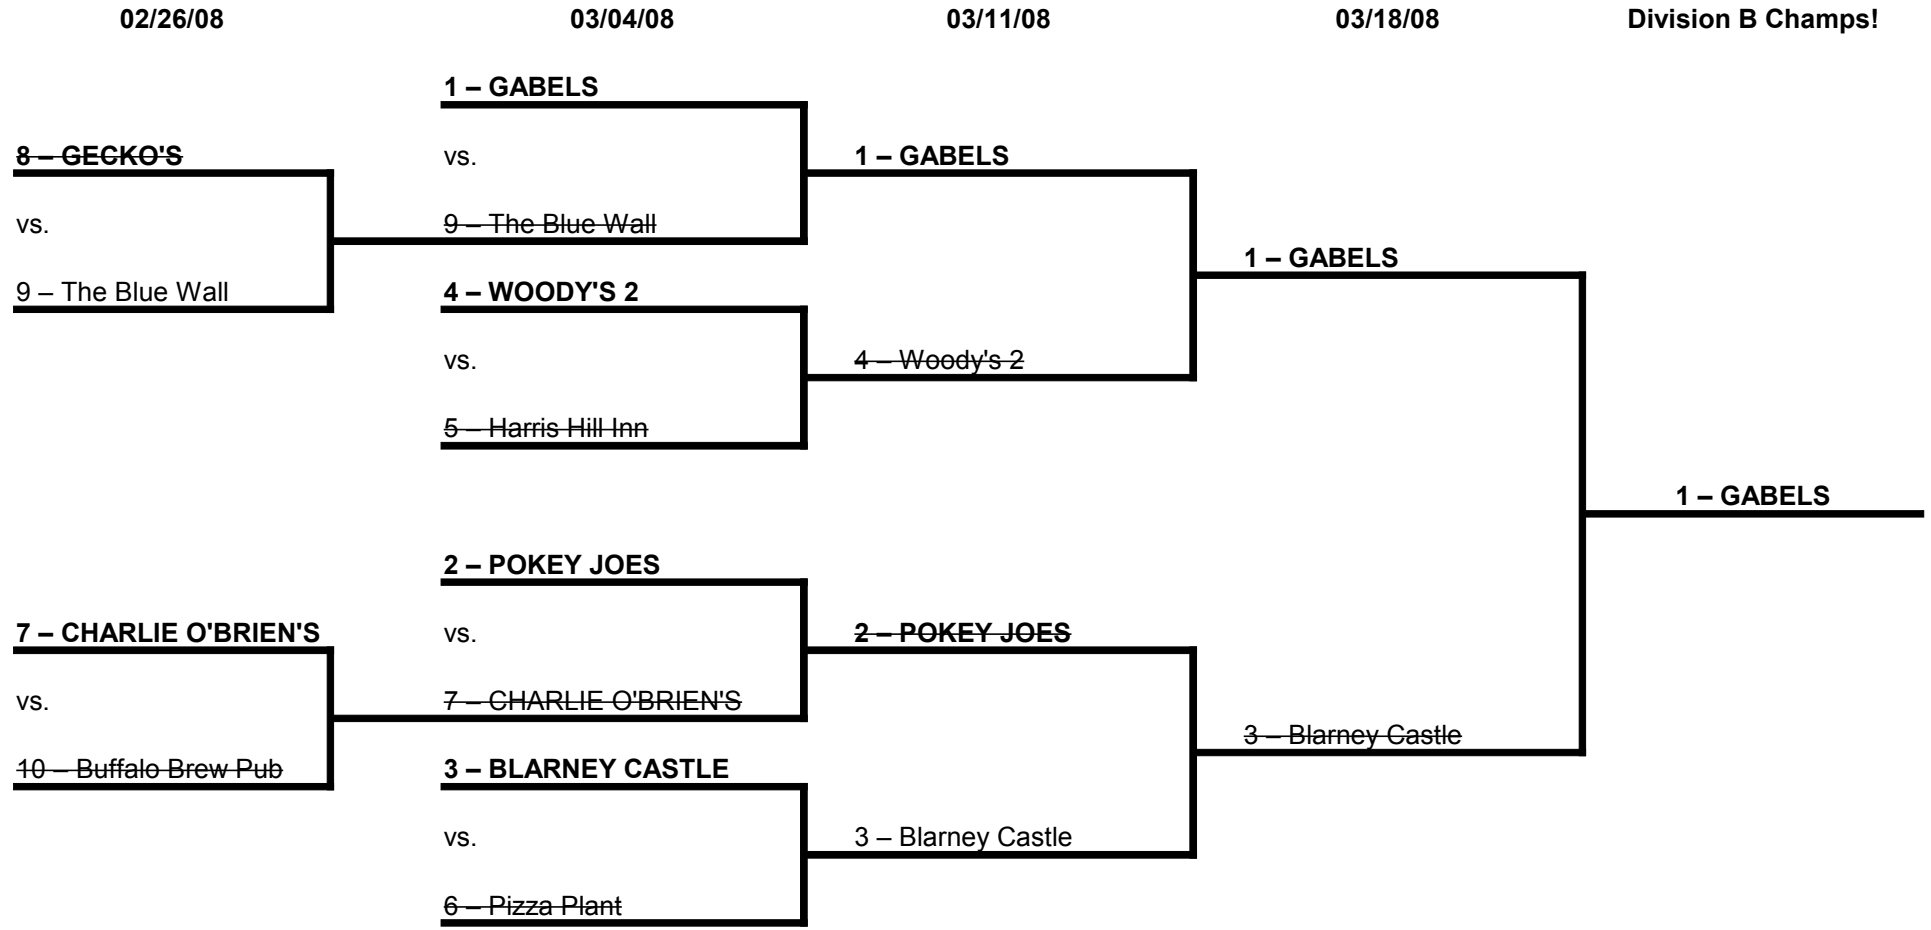 02/26/08 03/04/08 03/11/08 03/18/08 Division B Champs!
1 – GABELS
8 – GECKO'S vs. 1 – GABELS
vs. 9 – The Blue Wall
1 – GABELS
9 – The Blue Wall 4 – WOODY'S 2
vs. 4 – Woody's 2
5 – Harris Hill Inn
1 – GABELS
2 – POKEY JOES
7 – CHARLIE O'BRIEN'S vs. 2 – POKEY JOES
vs. 7 – CHARLIE O'BRIEN'S
3 – Blarney Castle
10 – Buffalo Brew Pub 3 – BLARNEY CASTLE
vs. 3 – Blarney Castle
6 – Pizza Plant